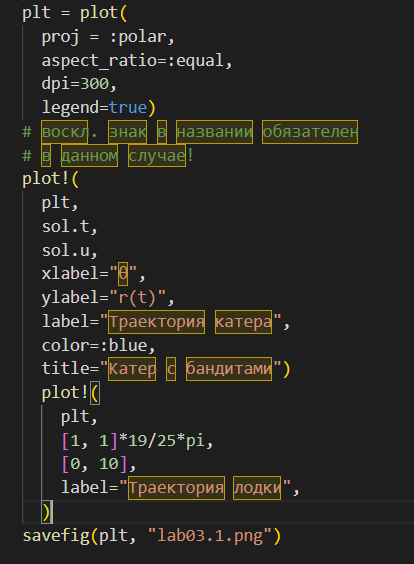 plt = plot(
proj = :polar,
aspect_ratio=:equal,
dpi=300,
legend=true)
# воскл. знак в названии обязателен
# в данном случае!
plot!(
plt,
sol.t,
sol.u,
xlabel="θ",
ylabel="r(t)",
label="Траектория катера",
color=:blue,
title="Катер с бандитами")
plot!(
plt,
[1, 1]*19/25*pi,
[0, 10],
label="Траектория лодки",
)
savefig(plt, "lab03.1.png")